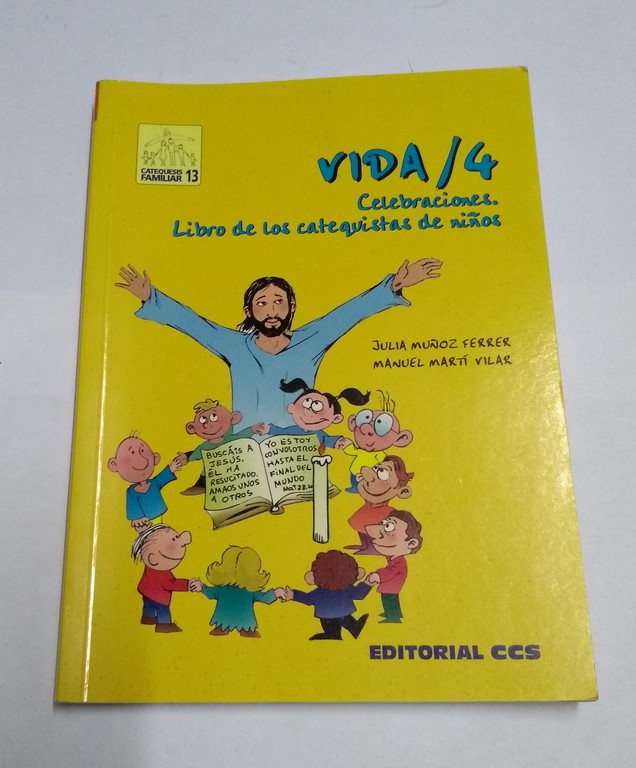 CATEQUESIS
FAMILIAR 13
VIDA/4
Celebraciones.
Libro de los catequistas de niños
JULIA MUÑOZ FERRER
MANUEL MARTÍ VILAR
BUSCÁIS A
JESÚS,
ÉL HA
RESUCITADO.
AMAOS UNOS
A OTROS
YO ESTOY
CON VOSOTROS
HASTA EL
FINAL DEL
MUNDO
EDITORIAL CCS